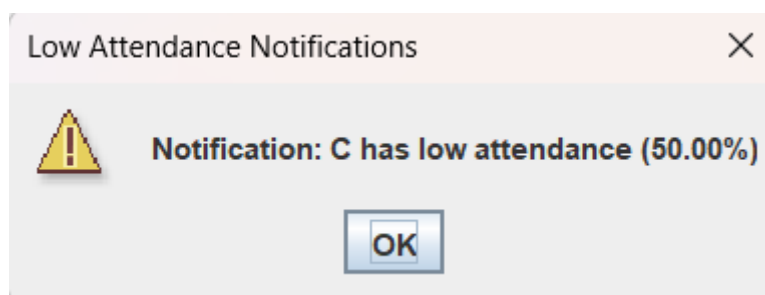 Low Attendance Notifications
Notification: C has low attendance (50.00%)
OK